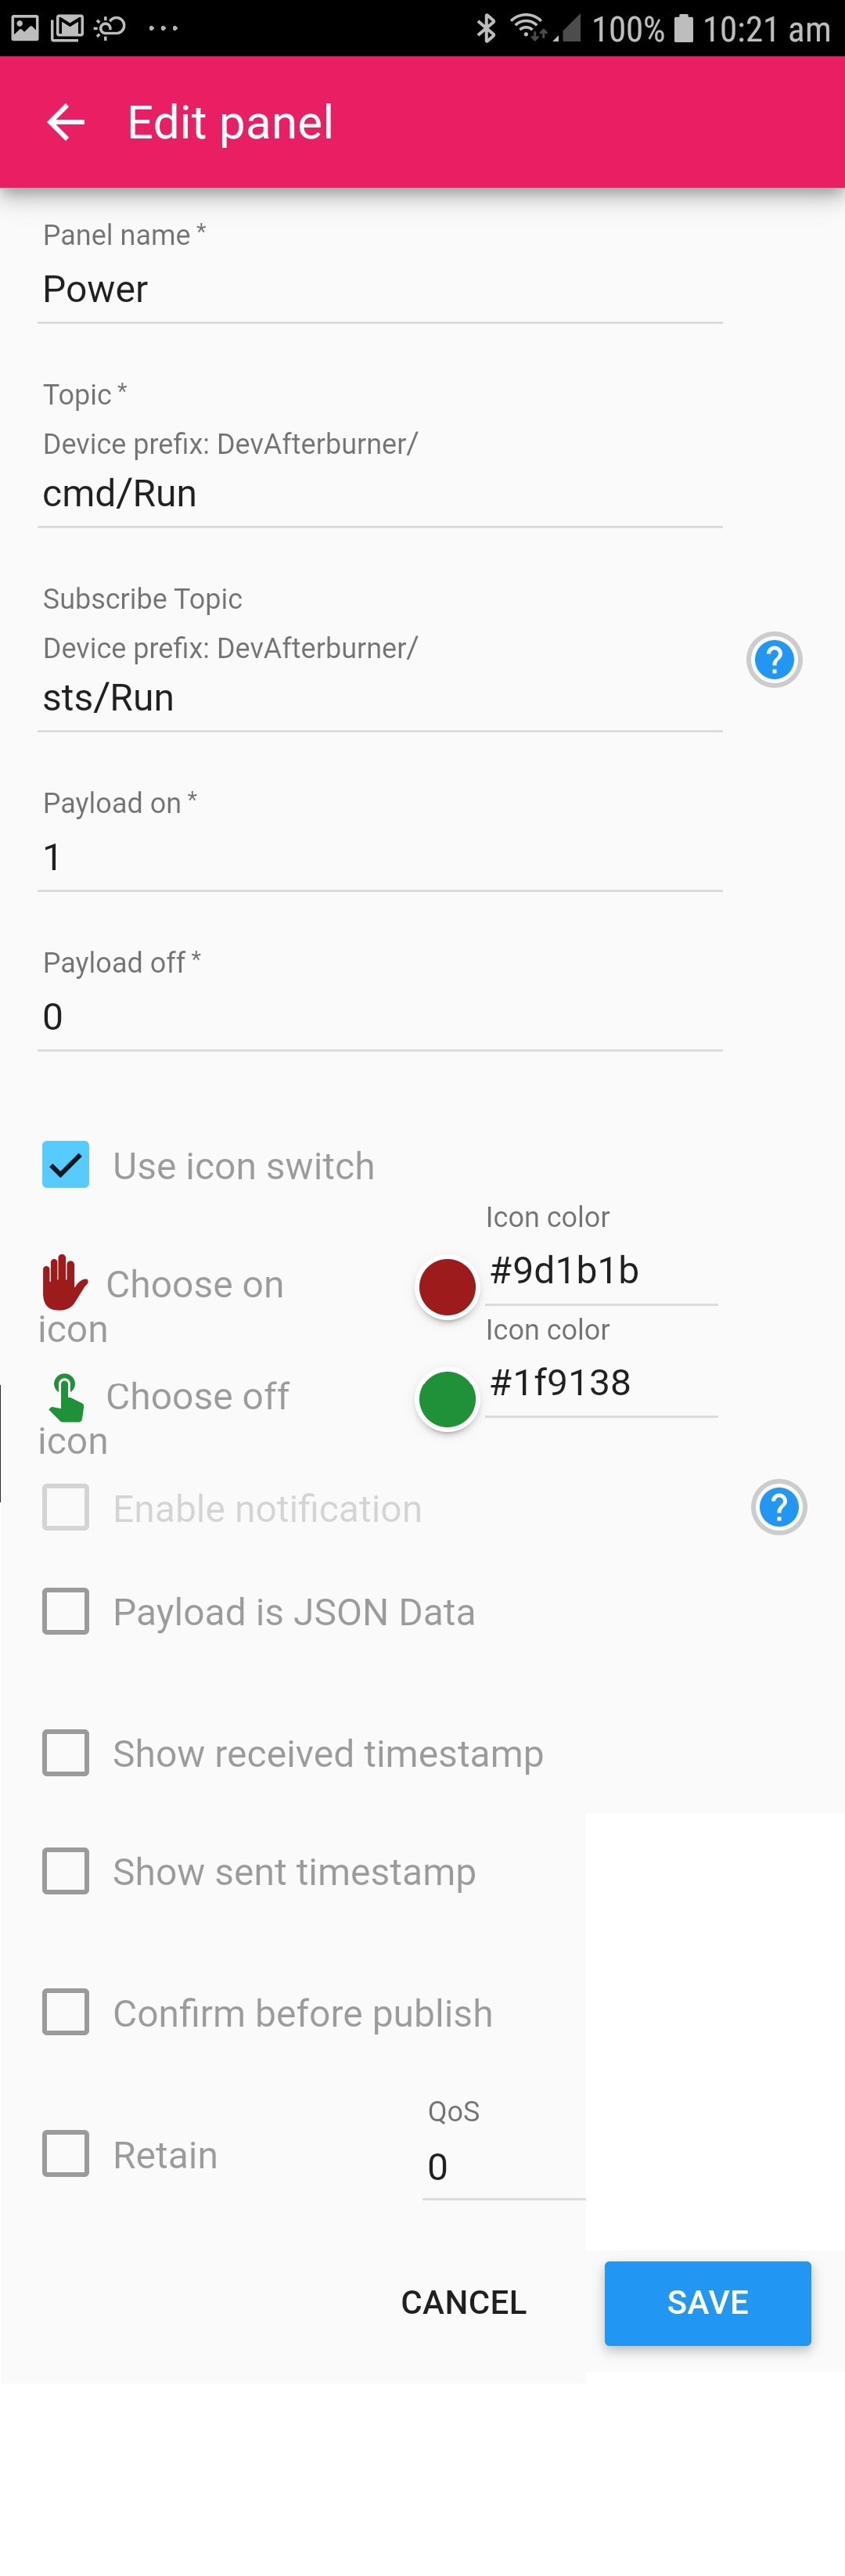 100% 10:21 am
Edit panel
Panel name *
Power
Topic *
Device prefix: DevAfterburner/
cmd/Run
Subscribe Topic
Device prefix: DevAfterburner/
?
sts/Run
Payload on *
1
Payload off *
0
Use icon switch
Icon color
Choose on
icon
#9d1b1b
Icon color
Choose off
icon
#1f9138
Enable notification
?
Payload is JSON Data
Show received timestamp
Show sent timestamp
Confirm before publish
QoS
Retain
0
CANCEL
SAVE